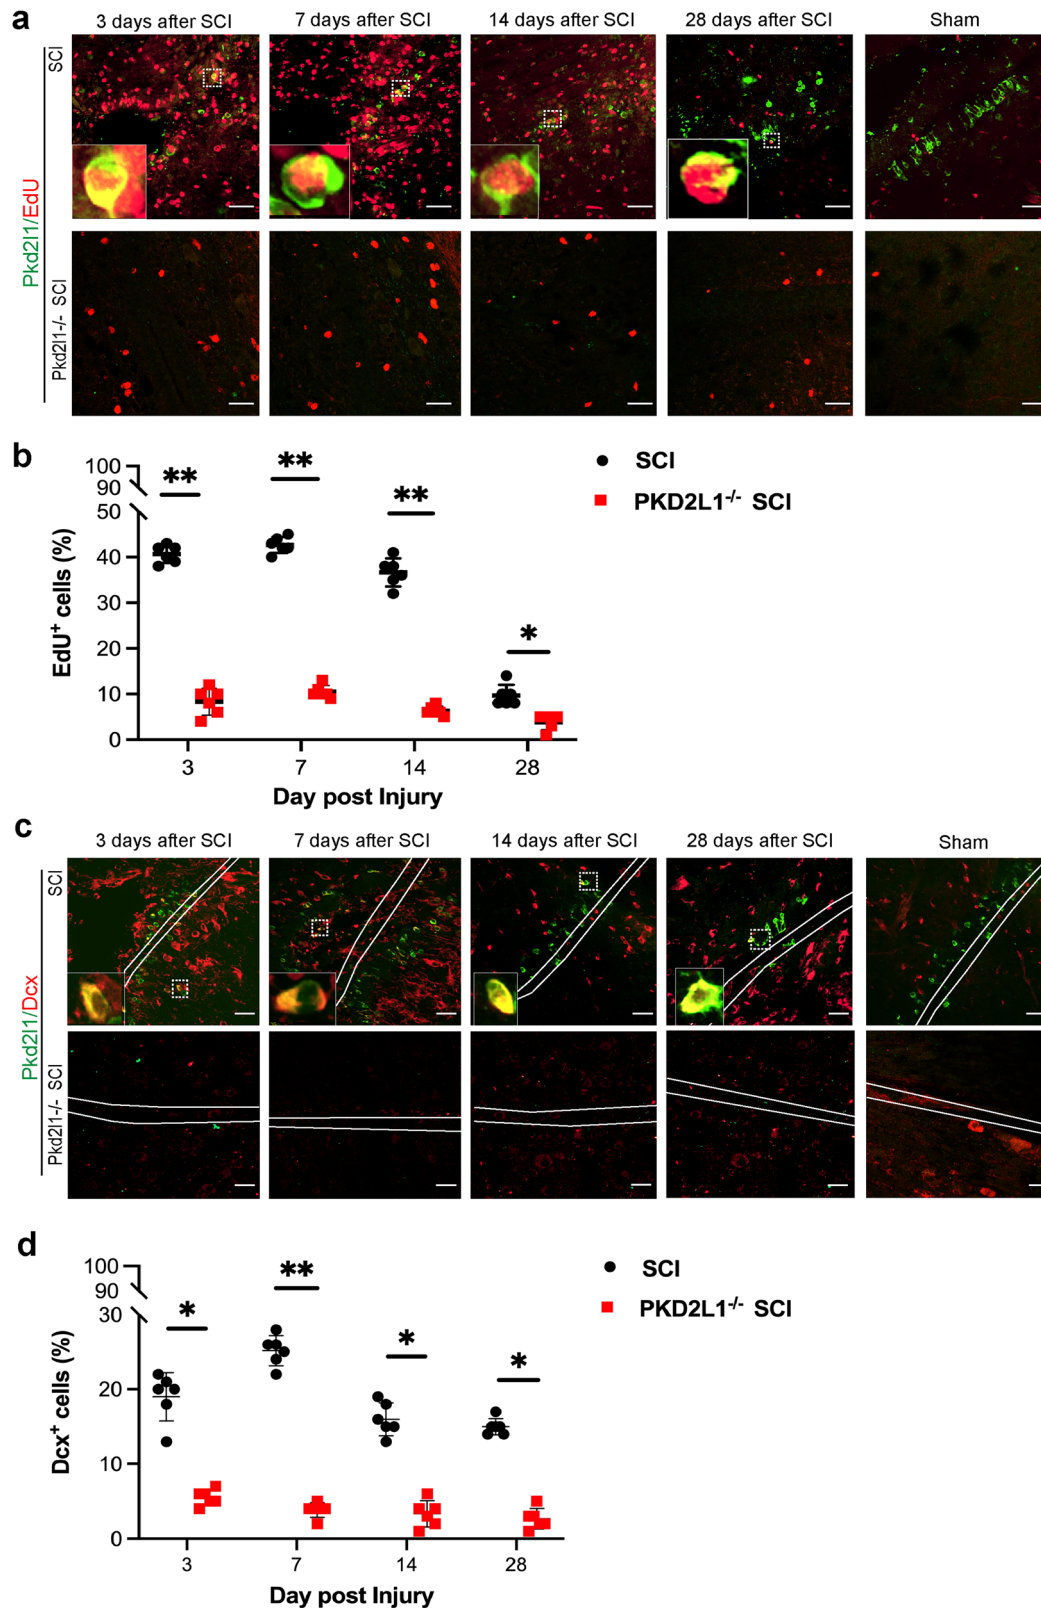 a
3 days after SCI
7 days after SCI
14 days after SCI
28 days after SCI
Sham
Pkd2l1/EdU
SCI
Pkd2l1-/- SCI
b
EdU+ cells (%)
100
90
50
40
30
20
10
0
** ** ** *
3 7 14 28
Day post Injury
SCI
PKD2L1-/- SCI
c
3 days after SCI
7 days after SCI
14 days after SCI
28 days after SCI
Sham
Pkd2l1/Dcx
SCI
Pkd2l1-/- SCI
d
Dcx+ cells (%)
100
90
30
20
10
0
* ** * *
3 7 14 28
Day post Injury
SCI
PKD2L1-/- SCI